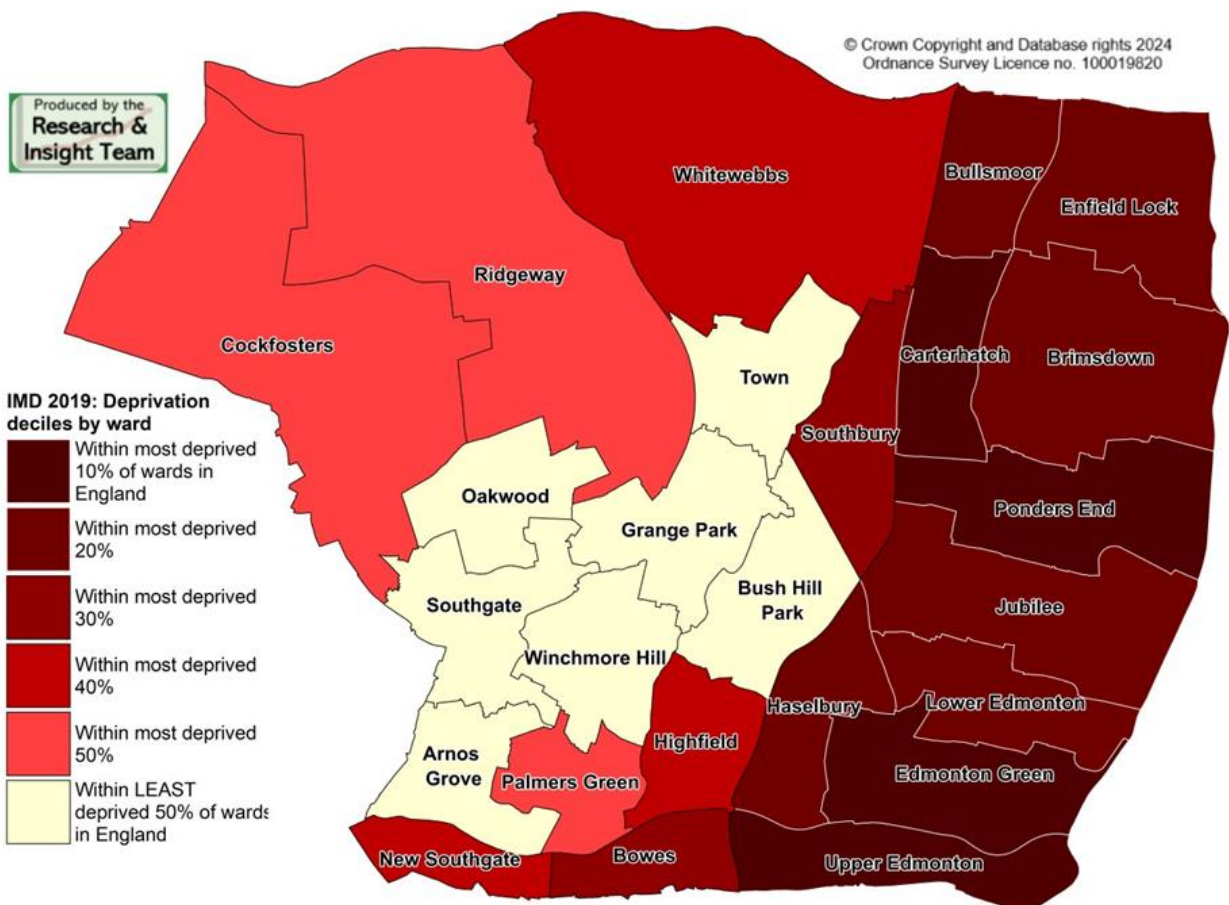 © Crown Copyright and Database rights 2024
Ordnance Survey Licence no. 100019820
Produced by the
Research &
Insight Team
Whitewebbs
Bullsmoor
Enfield Lock
Ridgeway
Cockfosters
Carterhatch
Brimsdown
Town
Southbury
Oakwood
Grange Park
Ponders End
Southgate
Bush Hill
Park
Jubilee
Winchmore Hill
Haselbury
Lower Edmonton
Arnos
Grove
Highfield
Palmers Green
Edmonton Green
New Southgate
Bowes
Upper Edmonton
IMD 2019: Deprivation
deciles by ward
Within most deprived
10% of wards in
England
Within most deprived
20%
Within most deprived
30%
Within most deprived
40%
Within most deprived
50%
Within LEAST
deprived 50% of wards
in England